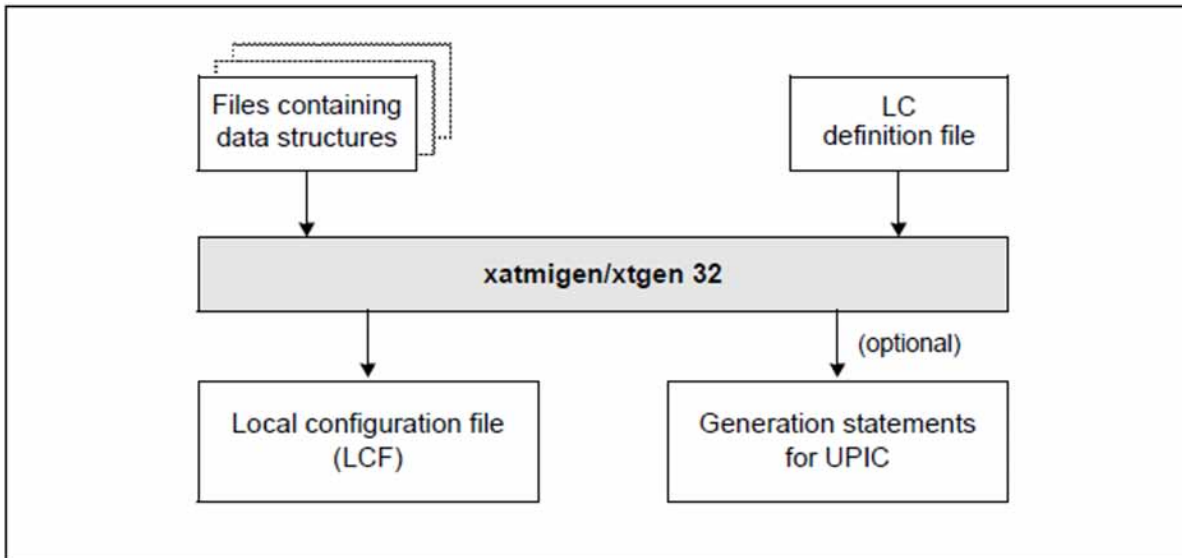 Files containing
data structures
LC
definition file
xatmigen/xtgen 32
(optional)
Local configuration file
(LCF)
Generation statements
for UPIC